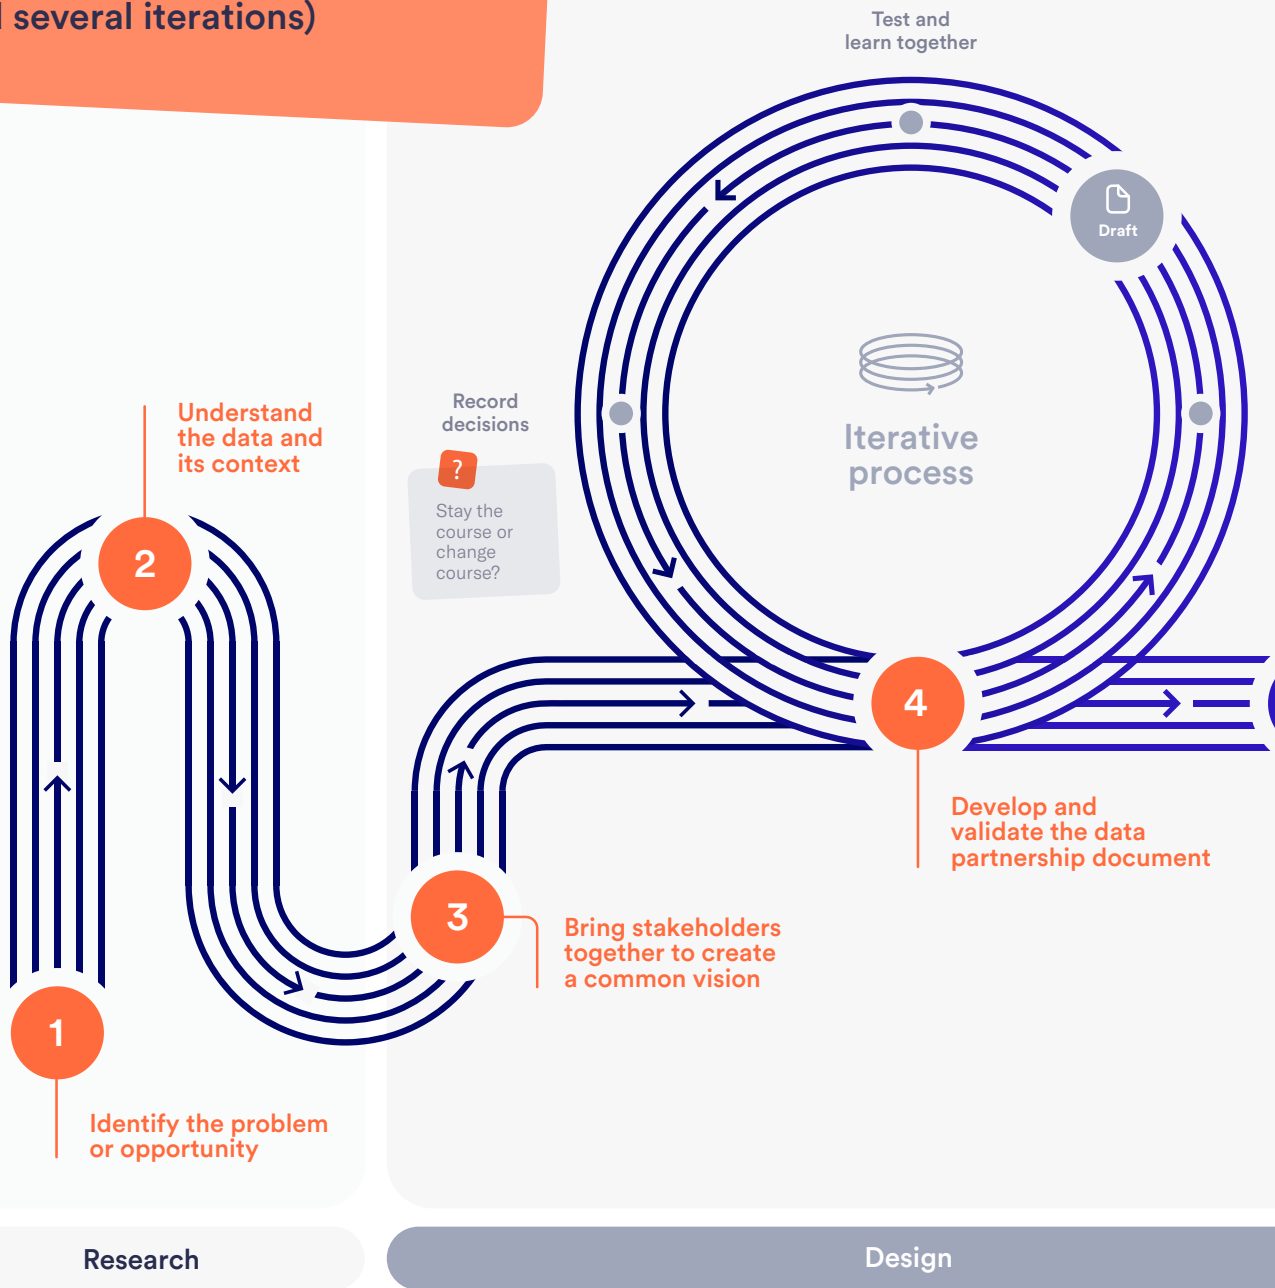 several iterations)
Test and
learn together
Draft
Iterative
process
Record
decisions
?
Stay the
course or
change
course?
Understand
the data and
its context
2
4
Develop and
validate the data
partnership document
3
Bring stakeholders
together to create
a common vision
1
Identify the problem
or opportunity
Research
Design